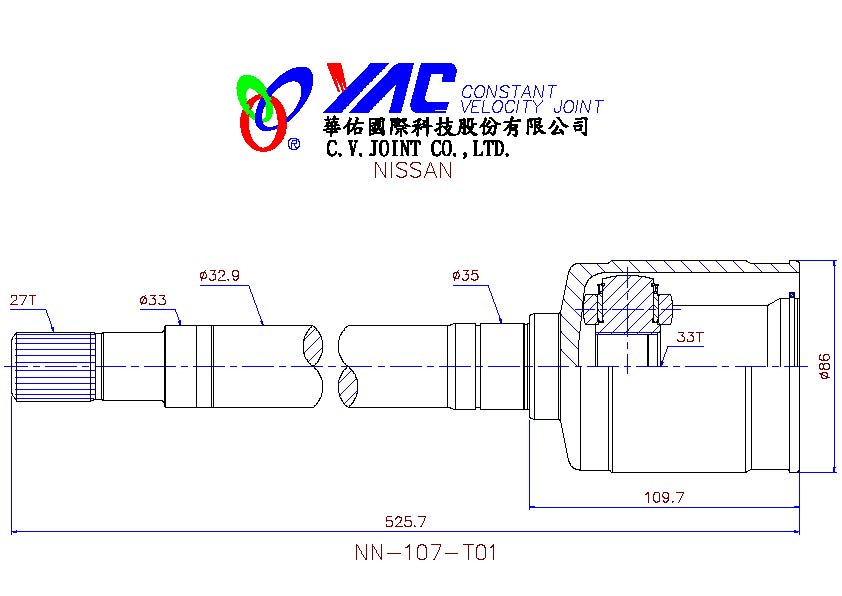 YAC CONSTANT
VELOCITY JOINT
華佑國際科技股份有限公司
®
C.V.JOINT CO.,LTD.
NISSAN
ø32.9
ø35
27T
ø33
33T
ø86
109.7
525.7
NN-107-T01